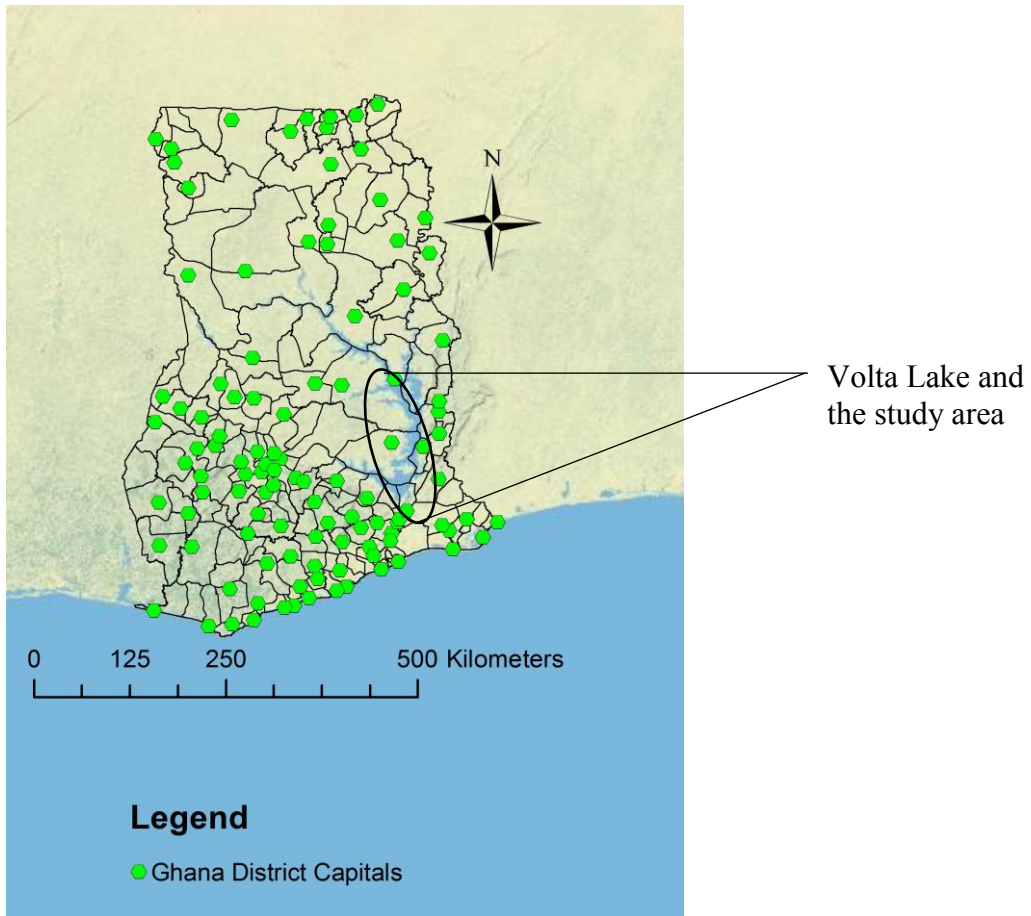 N
Volta Lake and
the study area
0 125 250 500 Kilometers
Legend
Ghana District Capitals